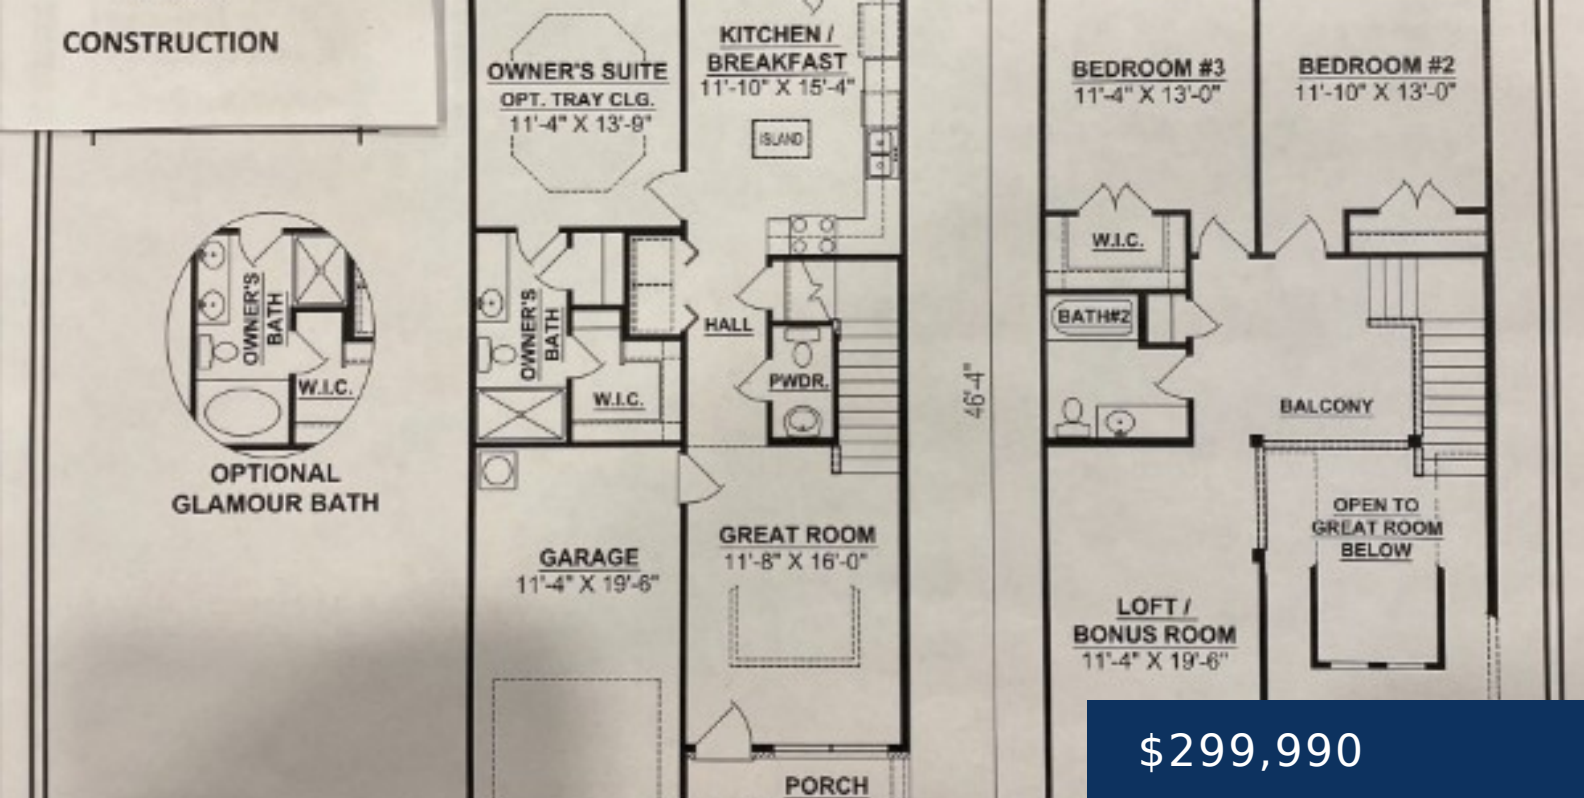 CONSTRUCTION
OWNER'S SUITE
OPT. TRAY CLG.
11'-4" X 13'-9"
KITCHEN /
BREAKFAST
11'-10" X 15'-4"
ISLAND
BEDROOM #3
11'-4" X 13'-0"
BEDROOM #2
11'-10" X 13'-0"
W.I.C.
OWNER'S
BATH
W.I.C.
OPTIONAL
GLAMOUR BATH
OWNER'S
BATH
W.I.C.
HALL
PWDR.
BATH#2
BALCONY
46'-4"
GARAGE
11'-4" X 19'-6"
GREAT ROOM
11'-8" X 16'-0"
OPEN TO
GREAT ROOM
BELOW
LOFT /
BONUS ROOM
11'-4" X 19'-6"
PORCH
$299,990